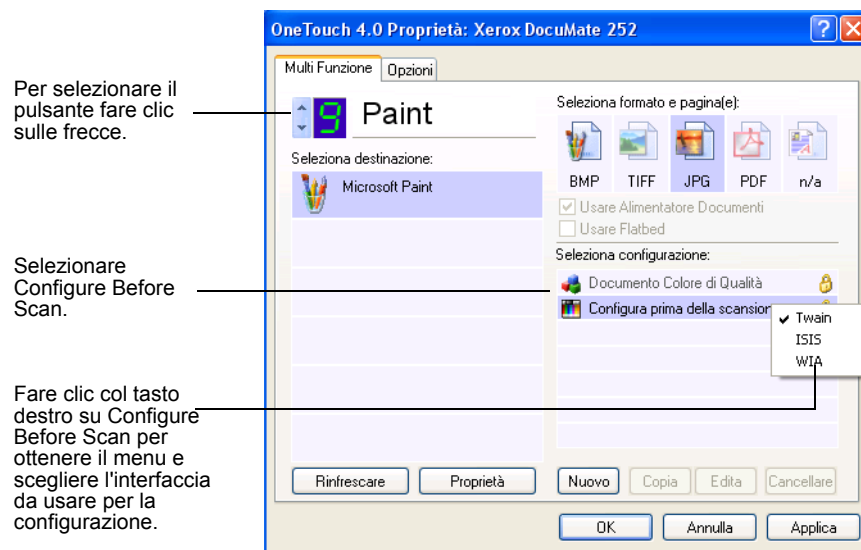 OneTouch 4.0 Proprietà: Xerox DocuMate 252
Multi Funzione
Opzioni
Per selezionare il
pulsante fare clic
sulle frecce.
9
Paint
Seleziona destinazione:
Microsoft Paint
Seleziona formato e pagina(e):
BMP TIFF JPG PDF n/a
Usare Alimentatore Documenti
Usare Flatbed
Seleziona configurazione:
Documento Colore di Qualità
Configura prima della scansion
Twain
ISIS
WIA
Selezionare
Configure Before
Scan.
Fare clic col tasto
destro su Configure
Before Scan per
ottenere il menu e
scegliere l'interfaccia
da usare per la
configurazione.
Rinfrescare
Proprietà
Nuovo
Copia
Edita
Cancellare
OK
Annulla
Applica